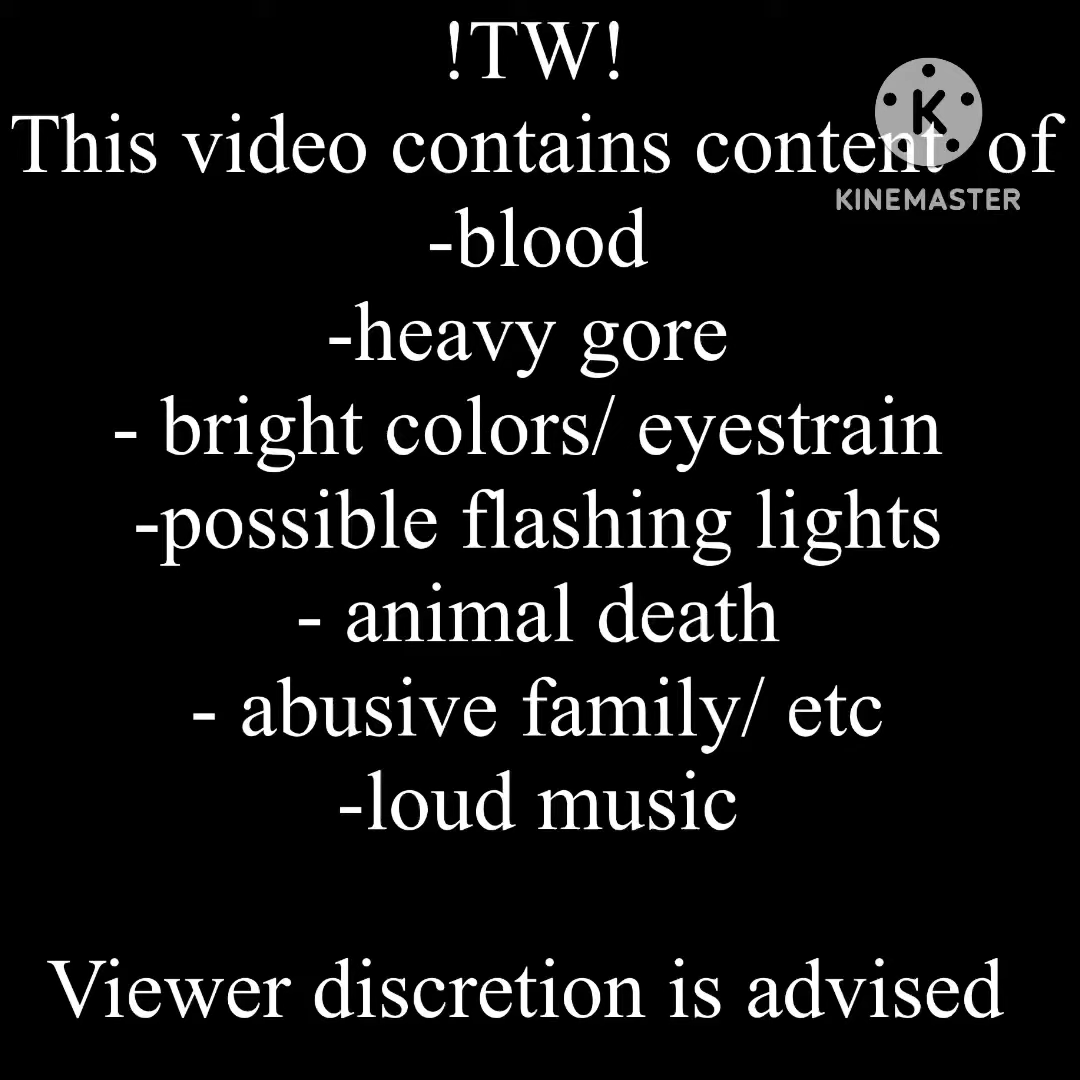 !TW!
This video contains content of
K
KINEMASTER
-blood
-heavy gore
- bright colors/ eyestrain
-possible flashing lights
- animal death
- abusive family/ etc
-loud music
Viewer discretion is advised